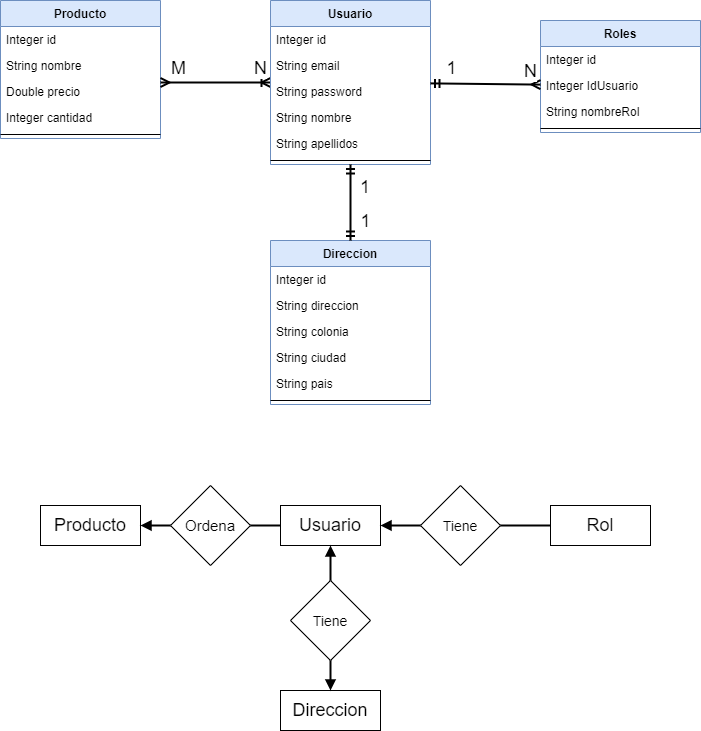 Producto
Integer id
String nombre
Double precio
Integer cantidad
M
N
Usuario
Integer id
String email
String password
String nombre
String apellidos
1
N
Roles
Integer id
Integer IdUsuario
String nombreRol
1
1
Direccion
Integer id
String direccion
String colonia
String ciudad
String pais
Producto
Ordena
Usuario
Tiene
Rol
Tiene
Direccion